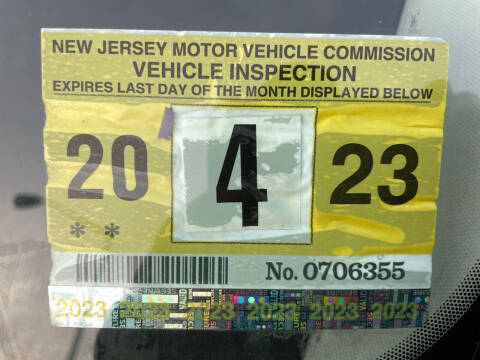 NEW JERSEY MOTOR VEHICLE COMMISSION
VEHICLE INSPECTION
EXPIRES LAST DAY OF THE MONTH DISPLAYED BELOW
20 4 23
**
No. 0706355
2023 2023 2023 2023 2023 2023